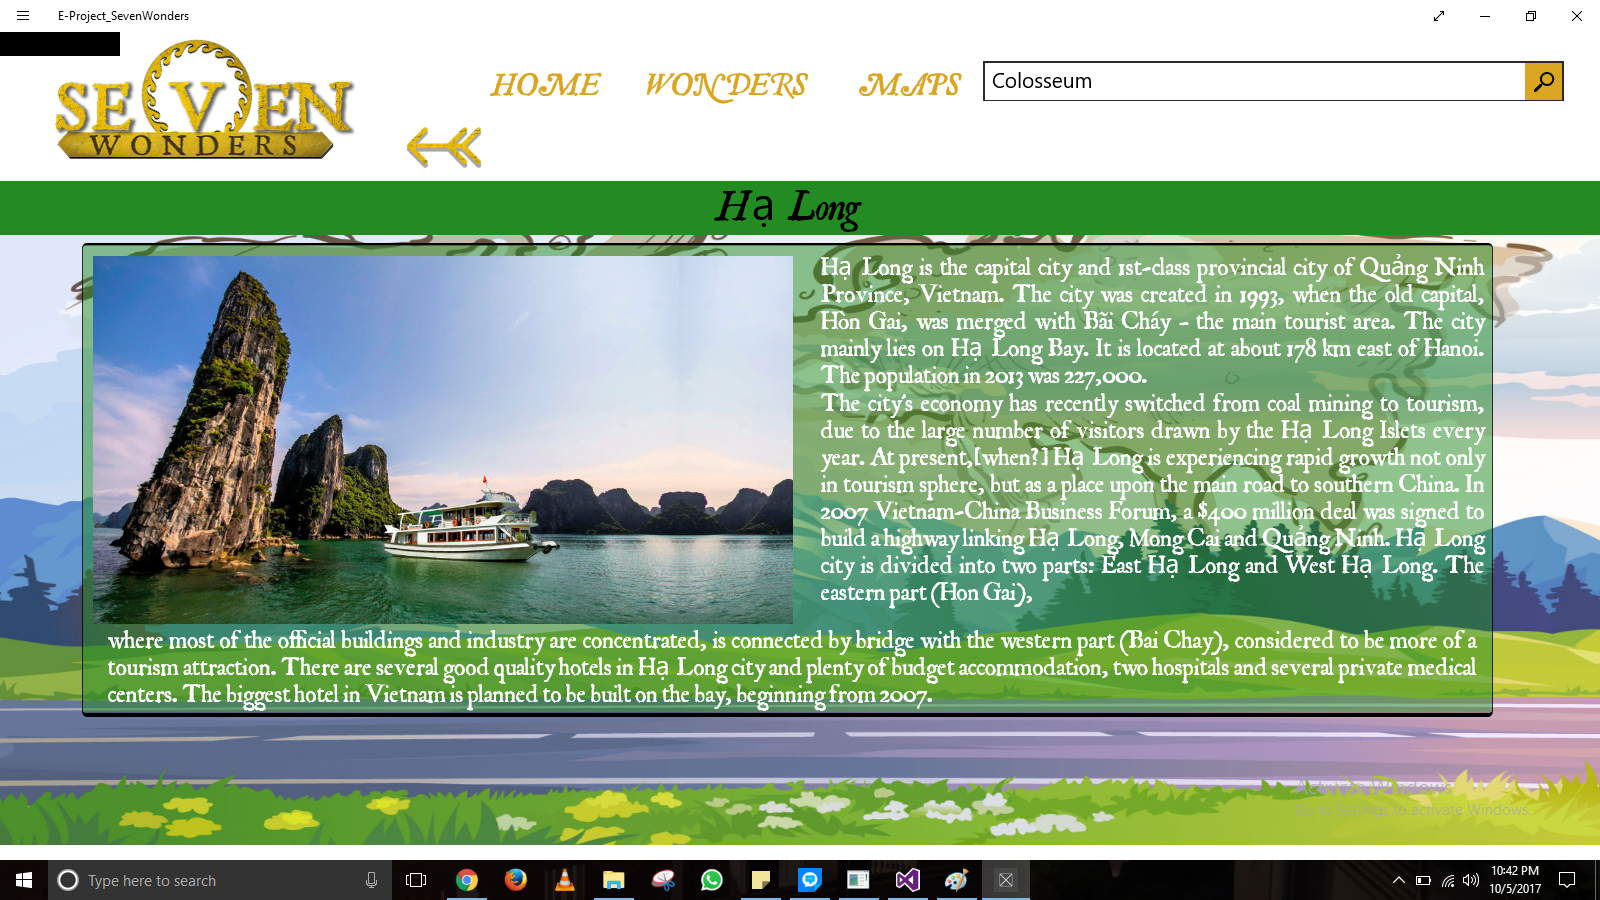 E-Project_SevenWonders
SEVEN
WONDERS
HOME
WONDERS
MAPS
Colosseum
Hạ Long
Hạ Long is the capital city and 1st-class provincial city of Quảng Ninh
Province, Vietnam. The city was created in 1993, when the old capital,
Hòn Gai, was merged with Bãi Cháy – the main tourist area. The city
mainly lies on Hạ Long Bay. It is located at about 178 km east of Hanoi.
The population in 2013 was 227,000.
The city's economy has recently switched from coal mining to tourism,
due to the large number of visitors drawn by the Hạ Long Islets every
year. At present,[when?] Hạ Long is experiencing rapid growth not only
in tourism sphere, but as a place upon the main road to southern China. In
2007 Vietnam-China Business Forum, a $400 million deal was signed to
build a highway linking Hạ Long, Mong Cai and Quảng Ninh. Hạ Long
city is divided into two parts: East Hạ Long and West Hạ Long. The
eastern part (Hon Gai),
where most of the official buildings and industry are concentrated, is connected by bridge with the western part (Bai Chay), considered to be more of a
tourism attraction. There are several good quality hotels in Hạ Long city and plenty of budget accommodation, two hospitals and several private medical
centers. The biggest hotel in Vietnam is planned to be built on the bay, beginning from 2007.
Activate Windows
Go to Settings to activate Windows.
Type here to search
10:42 PM
10/5/2017